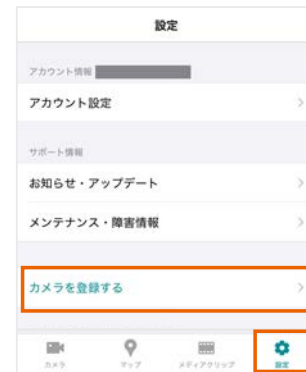 設定
アカウント情報
アカウント設定
サポート情報
お知らせ・アップデート
メンテナンス・障害情報
カメラを登録する
カメラ
マップ
メディアクリップ
設定